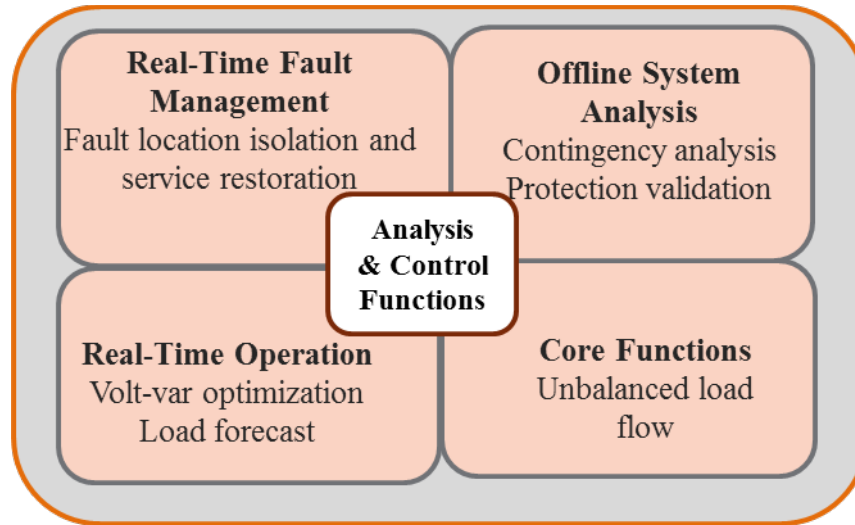 Real-Time Fault
Management
Fault location isolation and
service restoration
Offline System
Analysis
Contingency analysis
Protection validation
Analysis
& Control
Functions
Real-Time Operation
Volt-var optimization
Load forecast
Core Functions
Unbalanced load
flow